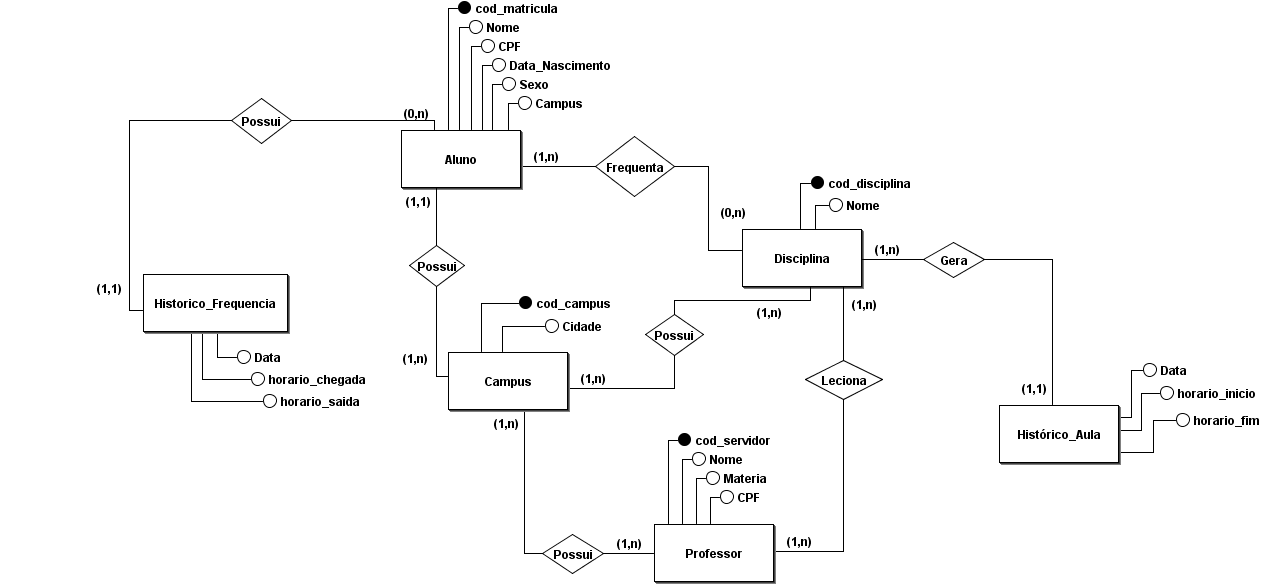 cod_matricula
Nome
CPF
Data_Nascimento
Sexo
Campus
Possui
(0,n)
Aluno
(1,n)
Frequenta
(1,1)
(0,n)
cod_disciplina
Nome
Disciplina
(1,n)
Gera
Possui
(1,1)
Historico_Frequencia
Data
horario_chegada
horario_saida
cod_campus
Cidade
(1,n)
Campus
(1,n)
Possui
(1,n)
(1,n)
Leciona
(1,1)
Data
horario_inicio
horario_fim
Histórico_Aula
(1,n)
cod_servidor
Nome
Materia
CPF
Possui
(1,n)
Professor
(1,n)